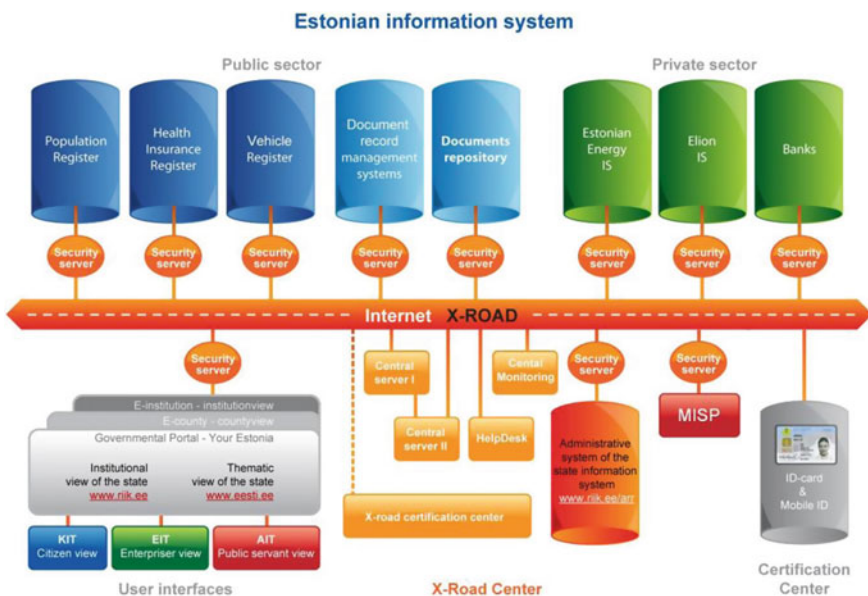 Estonian information system
Public sector
Private sector
Population
Register
Health
Insurance
Register
Vehicle
Register
Document
record
management
systems
Documents
repository
Estonian
Energy
IS
Elion
IS
Banks
Security
server
Security
server
Security
server
Security
server
Security
server
Security
server
Security
server
Security
server
Internet X-ROAD
Security
server
Central
server I
Cental
Monitoring
Security
server
Security
server
E-institution - institutionview
E-county - countyview
Governmental Portal - Your Estonia
Institutional
view of the state
www.riik.ee
Thematic
view of the state
www.eesti.ee
Central
server II
HelpDesk
Administrative
system of the
state information
system
www.riik.ee/arr
MISP
ID-card
&
Mobile ID
X-road certification center
KIT
Citizen view
EIT
Enterpriser view
AIT
Public servant view
User interfaces
X-Road Center
Certification
Center